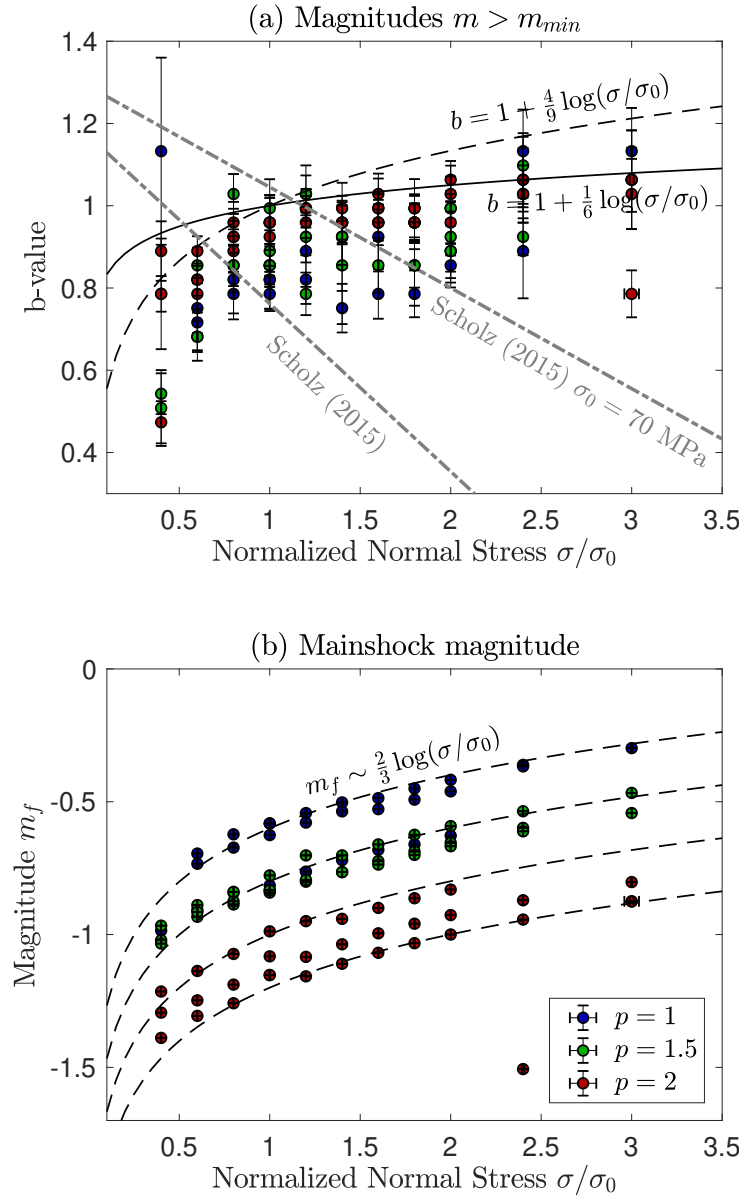 (a) Magnitudes m > m_min
1.4
1.2
1
0.8
0.6
0.4
b-value
b = 1 + 4/9 log(σ/σ₀)
b = 1 + 1/6 log(σ/σ₀)
Scholz (2015)
Scholz (2015) σ₀ = 70 MPa
0.5 1 1.5 2 2.5 3 3.5
Normalized Normal Stress σ/σ₀
(b) Mainshock magnitude
0
-0.5
-1
-1.5
Magnitude m_f
m_f ∼ 2/3 log(σ/σ₀)
p = 1
p = 1.5
p = 2
0.5 1 1.5 2 2.5 3 3.5
Normalized Normal Stress σ/σ₀